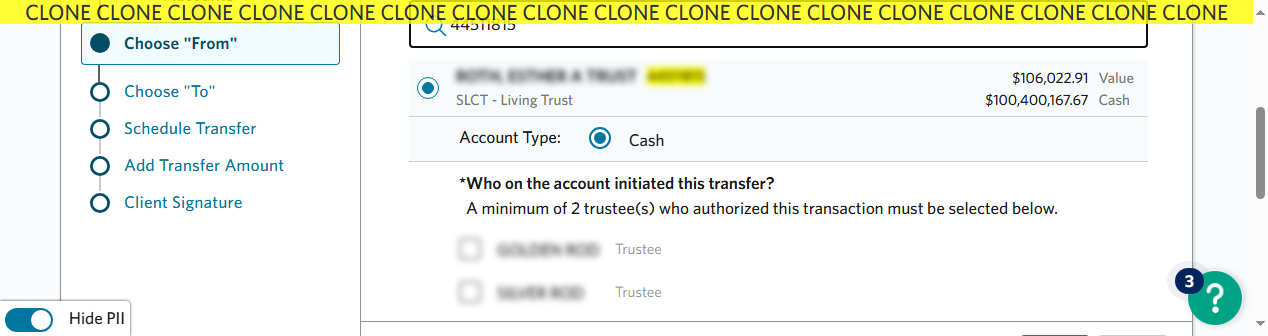 CLONE CLONE CLONE CLONE CLONE CLONE CLONE CLONE CLONE CLONE CLONE CLONE CLONE CLONE CLONE CLONE CLONE
Choose "From"
Choose "To"
Schedule Transfer
Add Transfer Amount
Client Signature
Hide PII
44511815
$106,022.91 Value
SLCT - Living Trust
$100,400,167.67 Cash
Account Type:
Cash
*Who on the account initiated this transfer?
A minimum of 2 trustee(s) who authorized this transaction must be selected below.
Trustee
Trustee
3
?